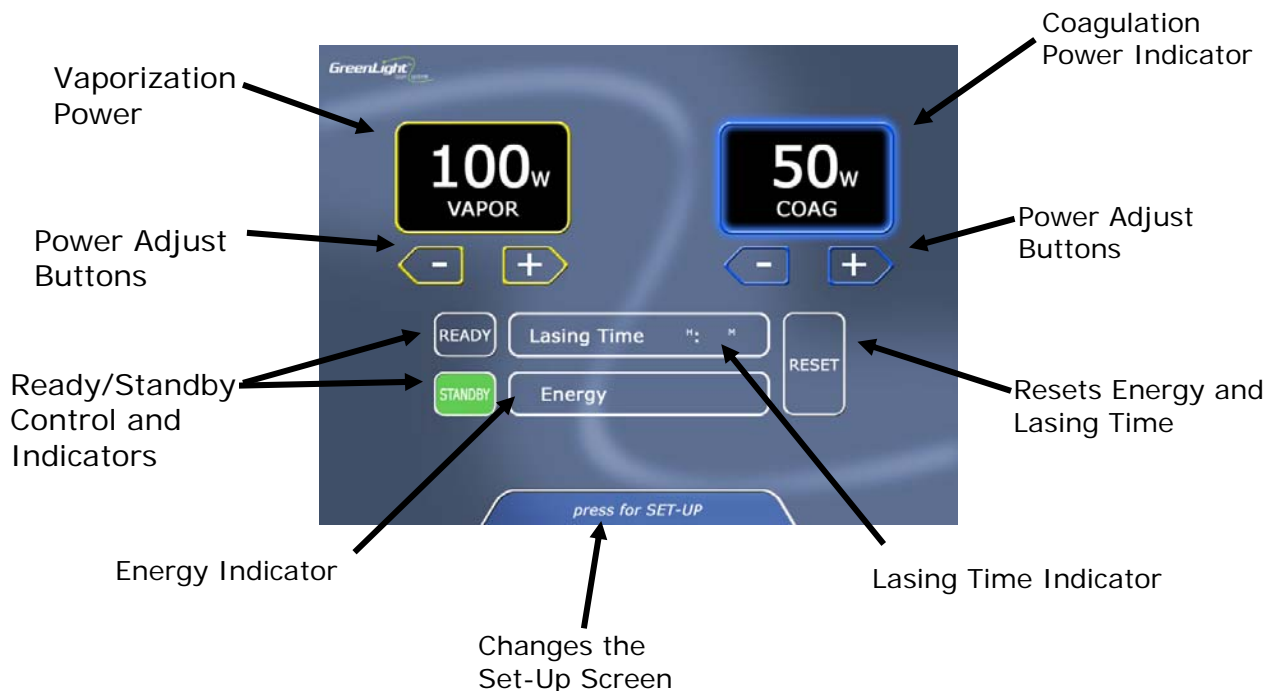 Coagulation
Power Indicator
Vaporization
Power
GreenLight
100W
VAPOR
50W
COAG
Power Adjust
Buttons
Power Adjust
Buttons
- +
- +
READY
Lasing Time H: M
RESET
Ready/Standby
Control and
Indicators
STANDBY
Energy
Resets Energy and
Lasing Time
press for SET-UP
Energy Indicator
Lasing Time Indicator
Changes the
Set-Up Screen